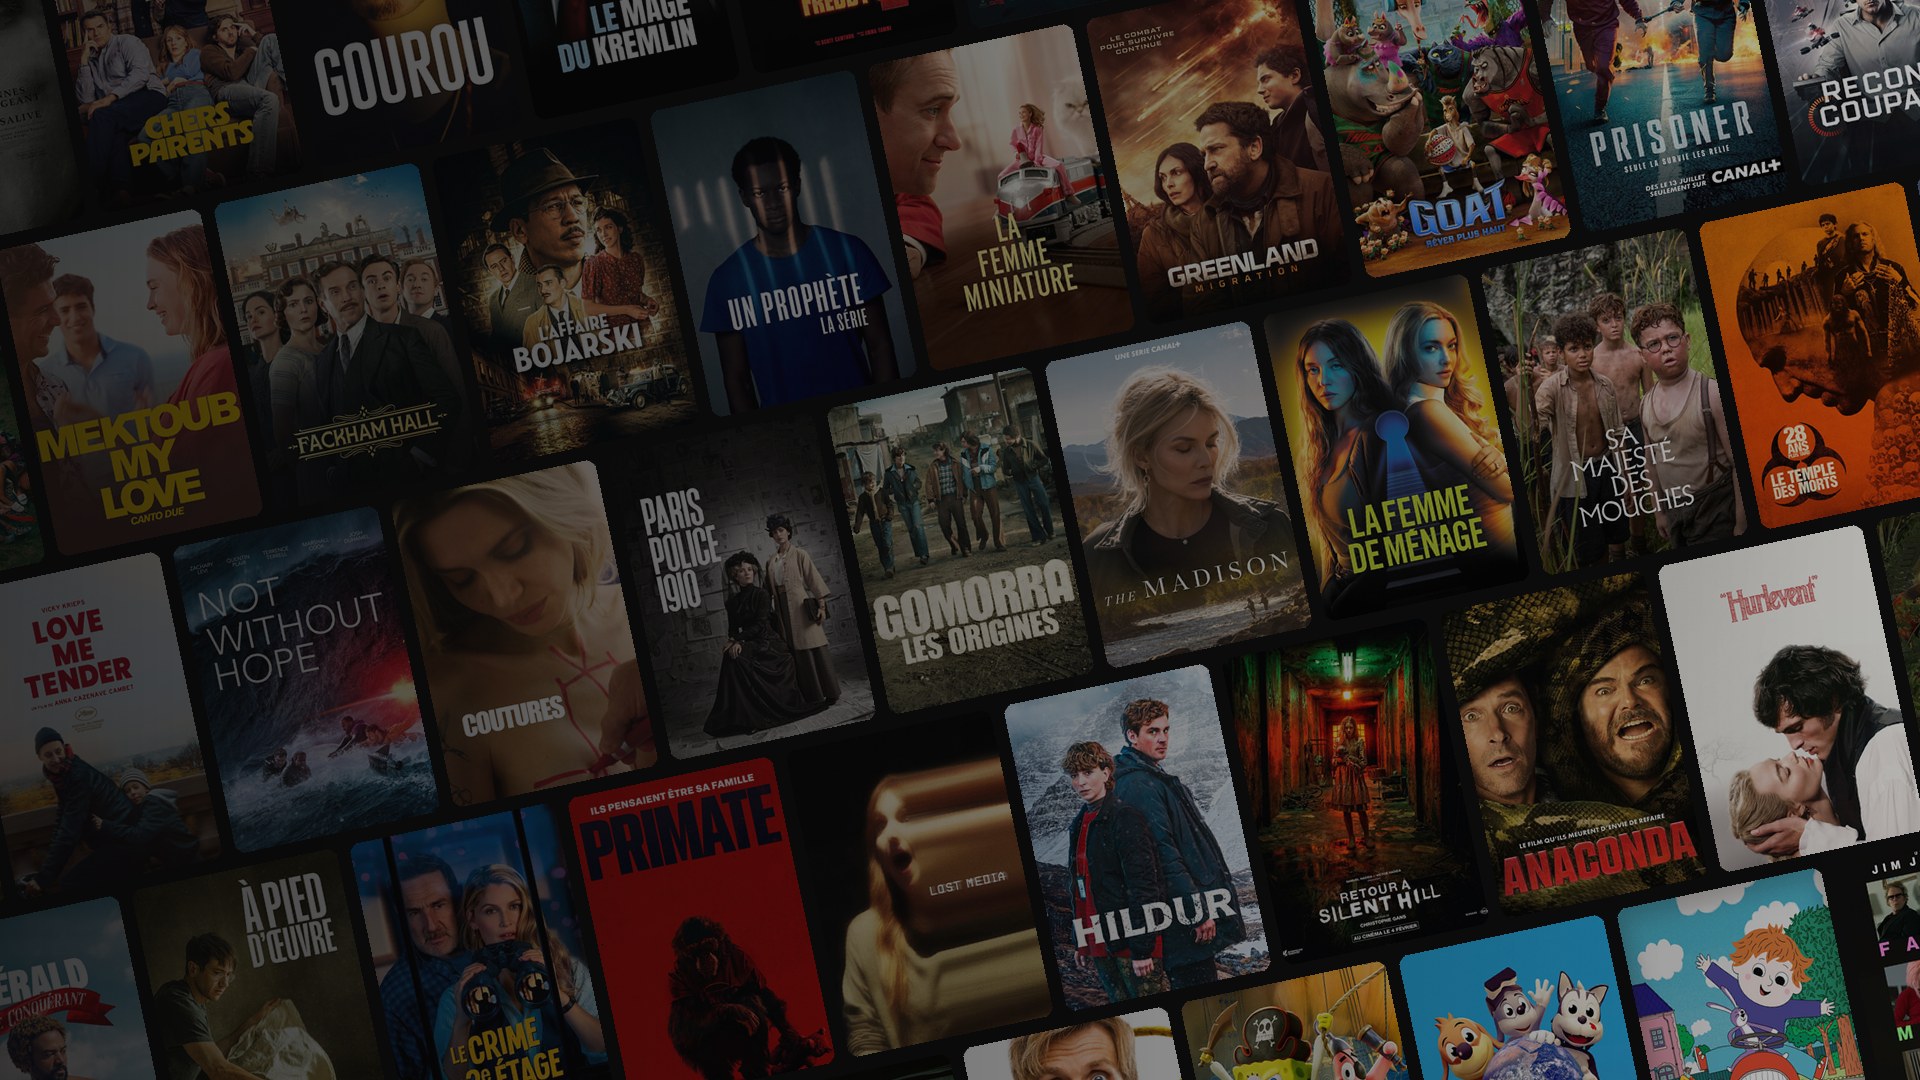 CHERS
PARENTS
GOUROU
LE MAGE
DU KREMLIN
LE COMBAT
POUR SURVIVRE
CONTINUE
GREENLAND
MIGRATION
GOAT
RÊVER PLUS HAUT
PRISONER
SEULE LA SURVIE LES RELIE
DÈS LE 13 JUILLET
SEULEMENT SUR CANAL+
RECON
COUPA
MEKTOUB
MY
LOVE
CANTO DUE
FACKHAM HALL
L'AFFAIRE
BOJARSKI
UN PROPHÈTE
LA SÉRIE
LA
FEMME
MINIATURE
UNE SÉRIE CANAL+
THE MADISON
LA FEMME
DE MÉNAGE
SA
MAJESTÉ
DES
MOUCHES
28
ANS
LE TEMPLE
DES MORTS
VICKY KRIEPS
LOVE
ME
TENDER
UN FILM DE ANNA CAZENAVE CAMBET
NOT
WITHOUT
HOPE
COUTURES
PARIS
POLICE
1910
GOMORRA
LES ORIGINES
"Hurlevent"
ÉRALD
CONQUÉRANT
À PIED
D'ŒUVRE
LE CRIME
3e ÉTAGE
ILS PENSAIENT ÊTRE SA FAMILLE
PRIMATE
LOST MEDIA
HILDUR
RETOUR À
SILENT HILL
CHRISTOPHE GANS
AU CINÉMA LE 4 FÉVRIER
LE FILM QU'ILS MEURENT D'ENVIE DE REFAIRE
ANACONDA
JIM J
F A
M